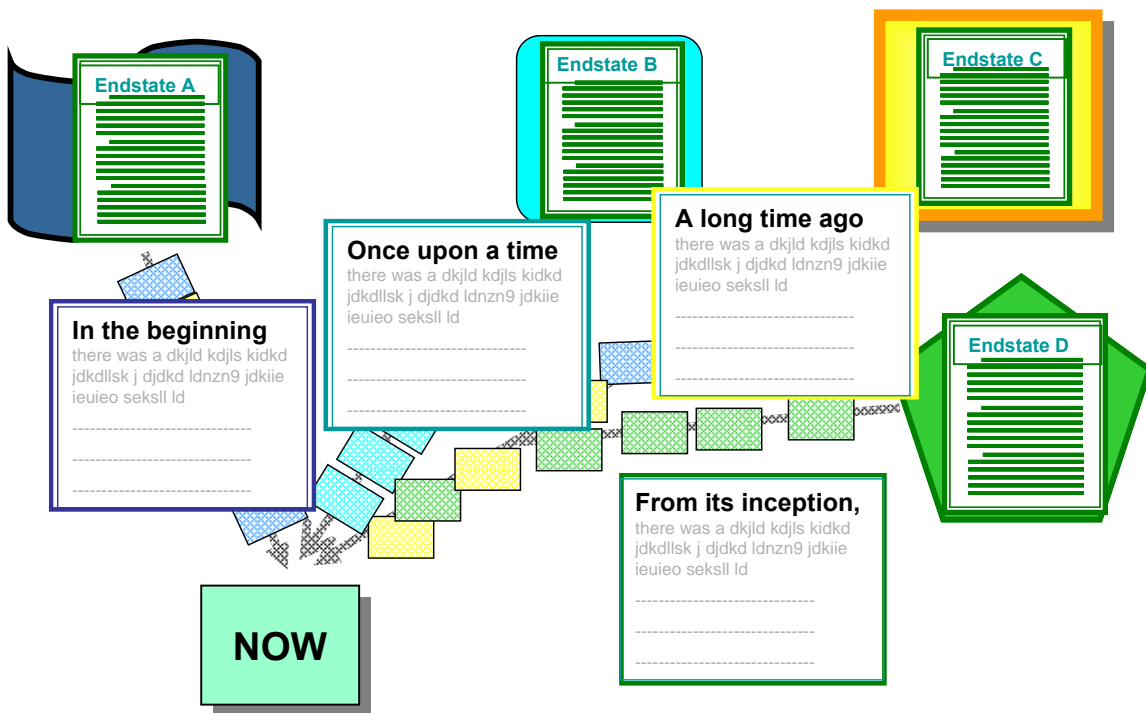 Endstate A
Endstate B
Endstate C
Once upon a time
there was a dkjld kdjls kidkd
jdkdllsk j djdkd ldnzn9 jdkiie
ieuieo seksll ld
------------------------------
------------------------------
------------------------------
A long time ago
there was a dkjld kdjls kidkd
jdkdllsk j djdkd ldnzn9 jdkiie
ieuieo seksll ld
------------------------------
------------------------------
------------------------------
In the beginning
there was a dkjld kdjls kidkd
jdkdllsk j djdkd ldnzn9 jdkiie
ieuieo seksll ld
------------------------------
------------------------------
------------------------------
Endstate D
From its inception,
there was a dkjld kdjls kidkd
jdkdllsk j djdkd ldnzn9 jdkiie
ieuieo seksll ld
------------------------------
------------------------------
------------------------------
NOW